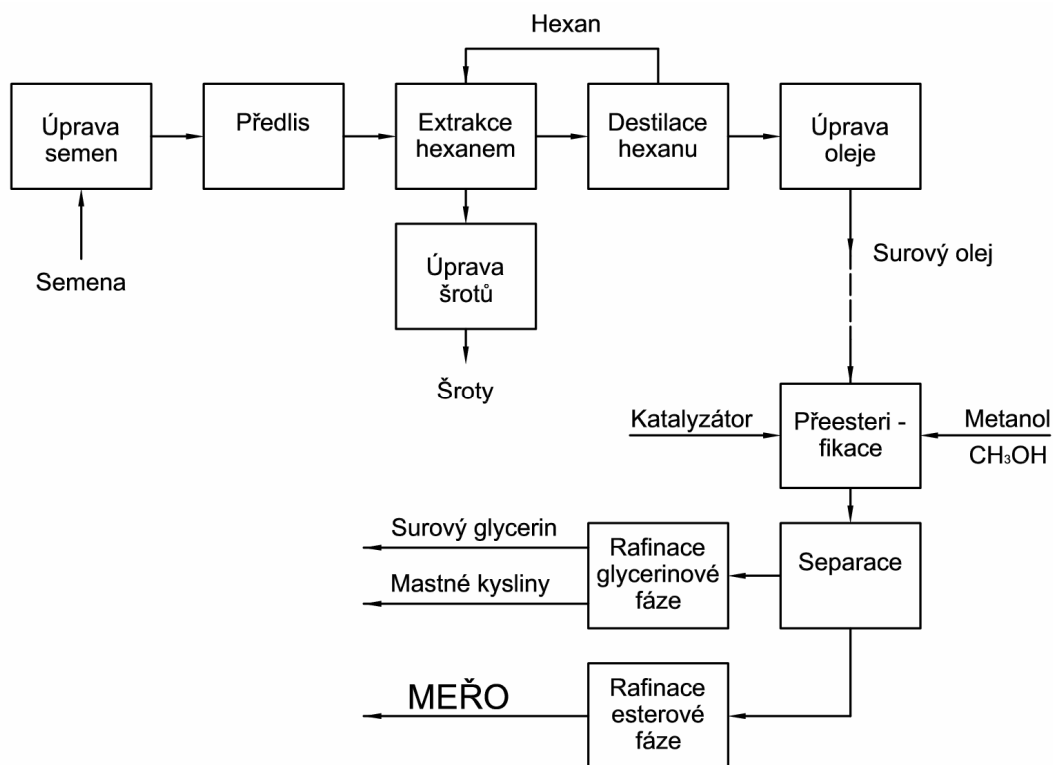 Hexan
Úprava
semen
Předlis
Extrakce
hexanem
Destilace
hexanu
Úprava
oleje
Semena
Úprava
šrotů
Surový olej
Šroty
Katalyzátor
Přeesteri -
fikace
Metanol
CH₃OH
Surový glycerin
Mastné kysliny
Rafinace
glycerinové
fáze
Separace
MEŘO
Rafinace
esterové
fáze